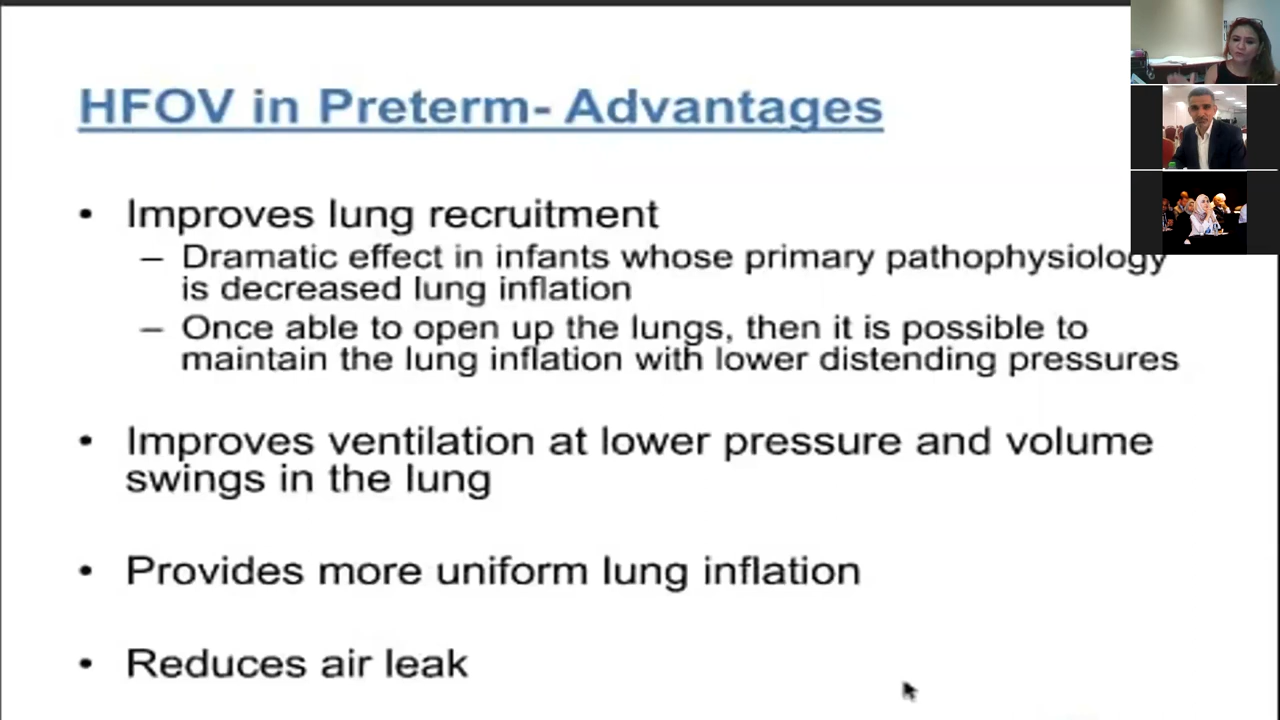 HFOV in Preterm- Advantages
• Improves lung recruitment
– Dramatic effect in infants whose primary pathophysiology
is decreased lung inflation
– Once able to open up the lungs, then it is possible to
maintain the lung inflation with lower distending pressures
• Improves ventilation at lower pressure and volume
swings in the lung
• Provides more uniform lung inflation
• Reduces air leak